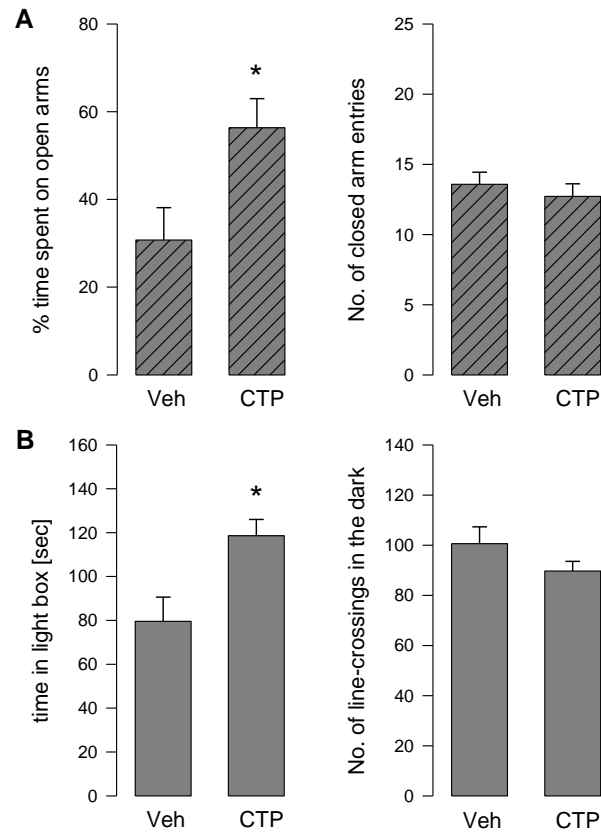 A
% time spent on open arms
80
60
40
20
0
*
Veh
CTP
No. of closed arm entries
25
20
15
10
5
0
Veh
CTP
B
time in light box [sec]
160
140
120
100
80
60
40
20
0
*
Veh
CTP
No. of line-crossings in the dark
140
120
100
80
60
40
20
0
Veh
CTP